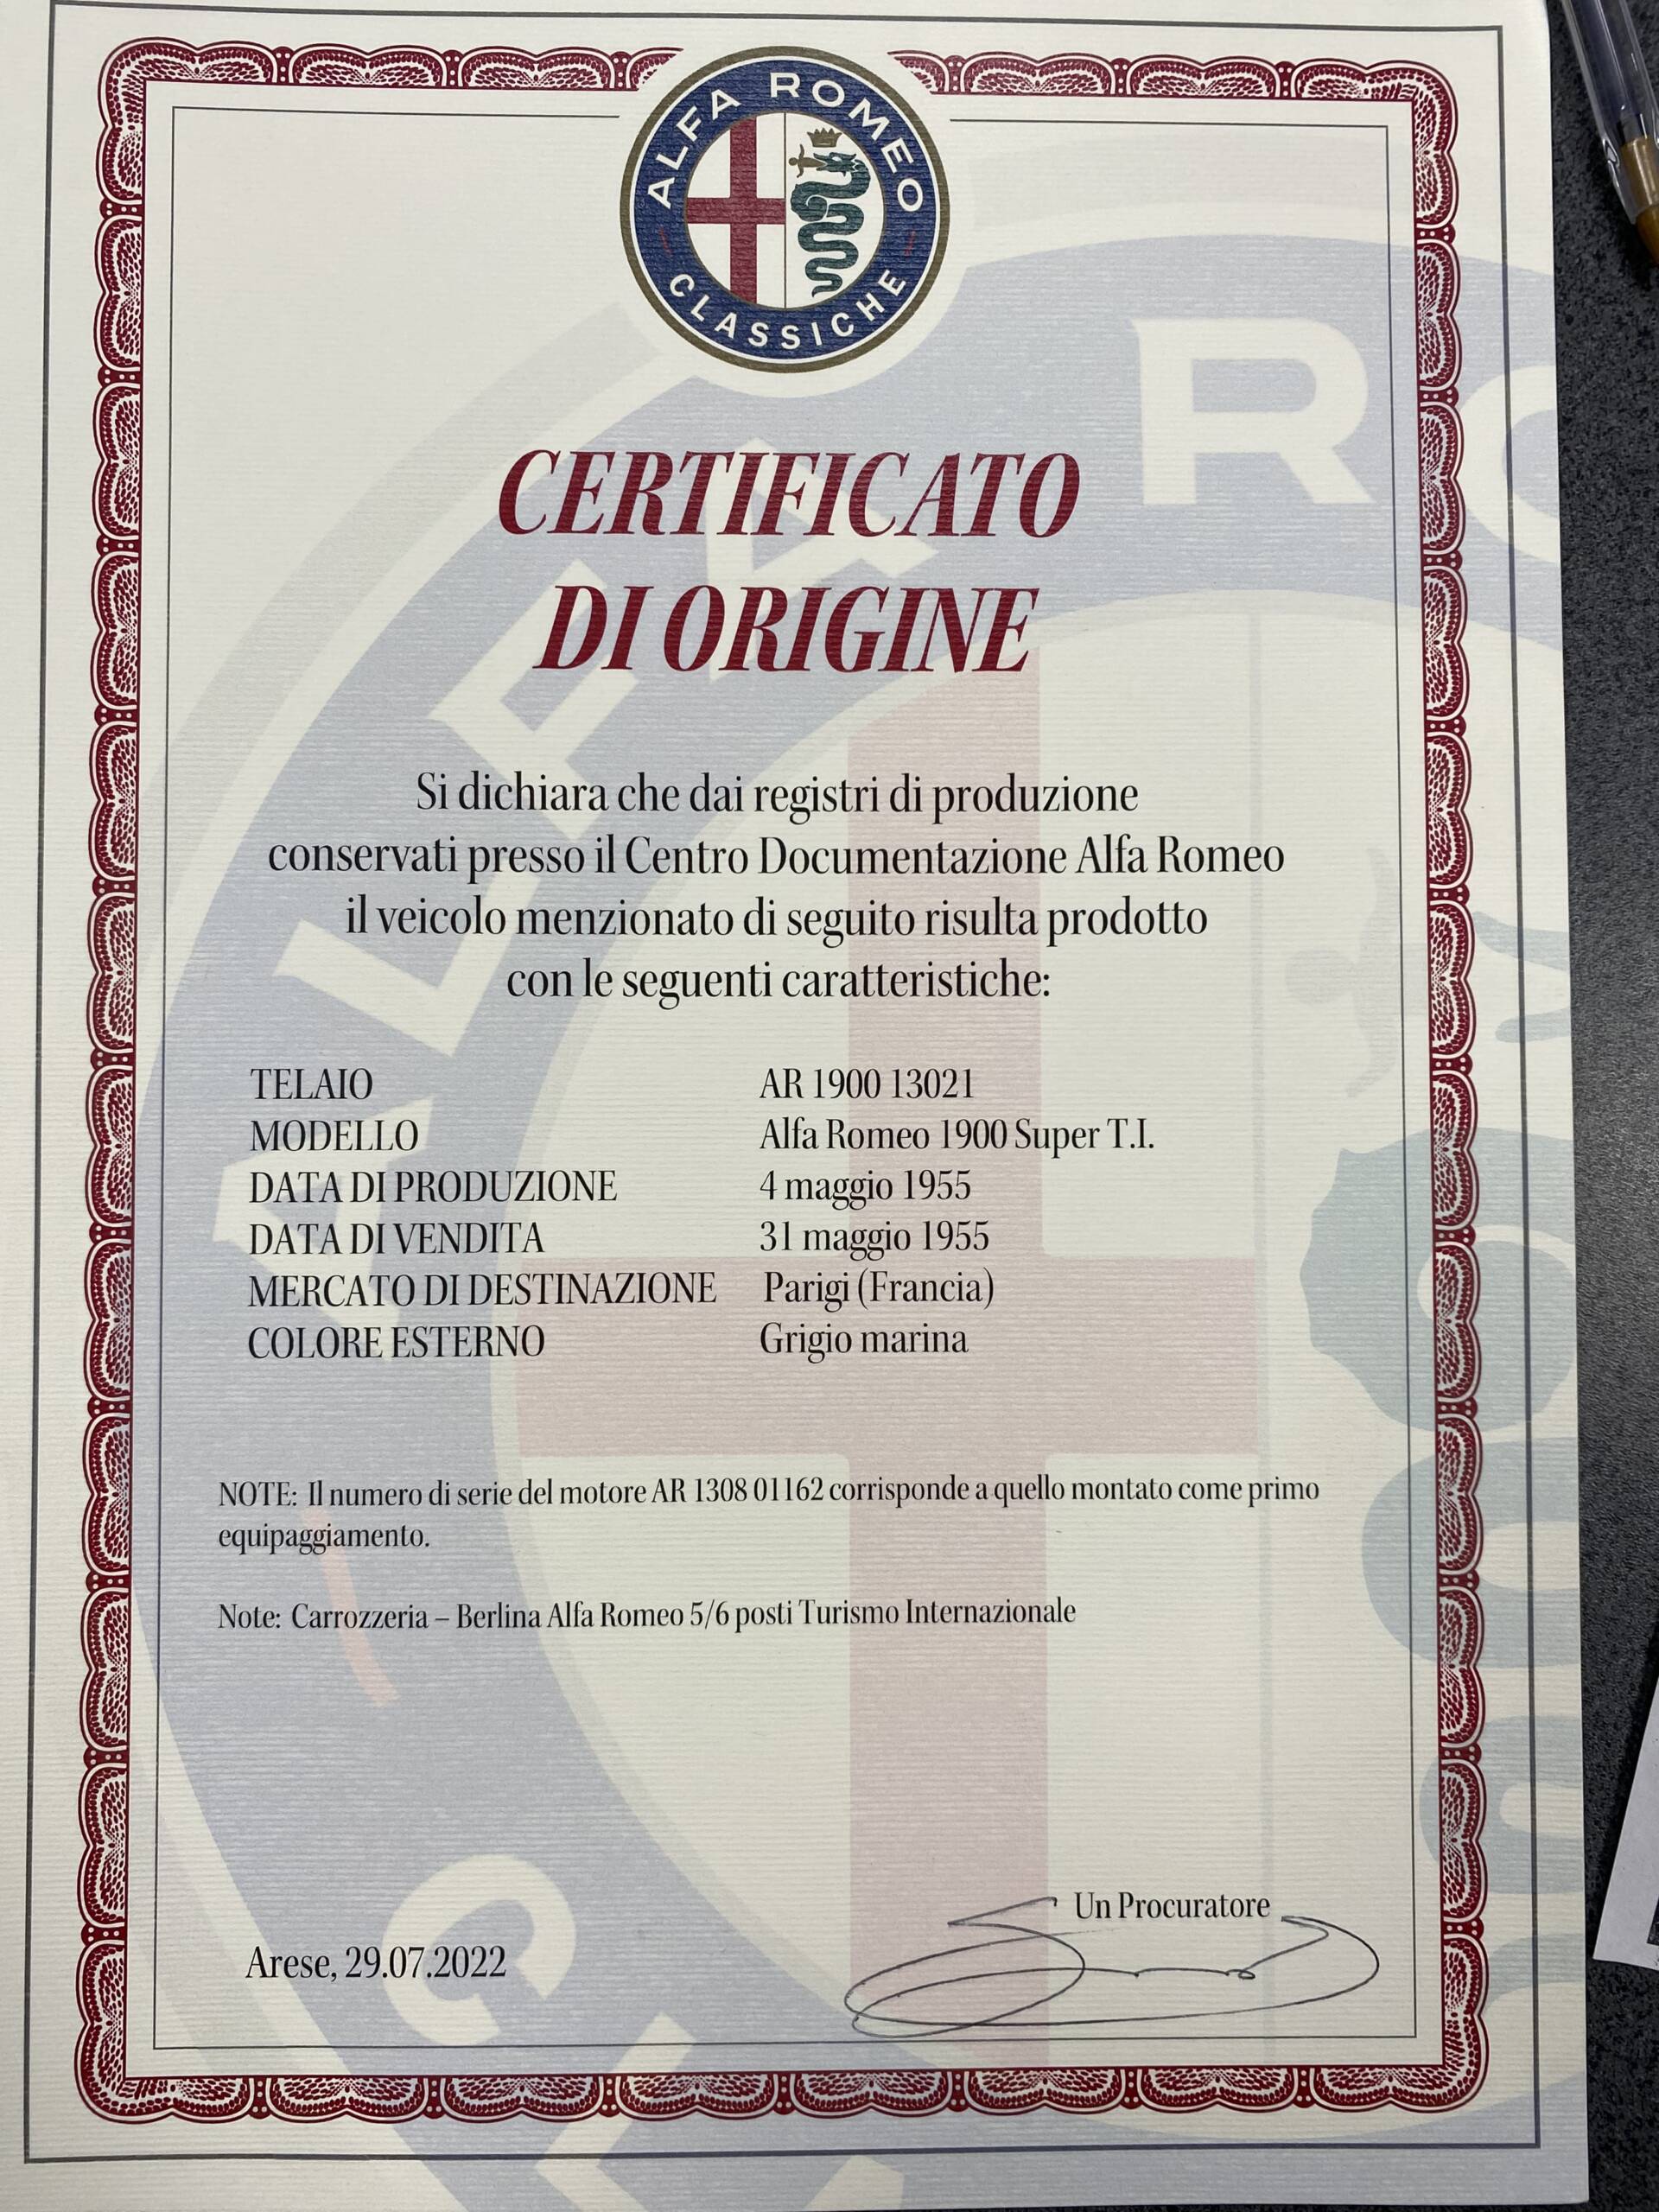 ALFA ROMEO
CLASSICHE
CERTIFICATO
DI ORIGINE
Si dichiara che dai registri di produzione
conservati presso il Centro Documentazione Alfa Romeo
il veicolo menzionato di seguito risulta prodotto
con le seguenti caratteristiche:
TELAIO AR 1900 13021
MODELLO Alfa Romeo 1900 Super T.I.
DATA DI PRODUZIONE 4 maggio 1955
DATA DI VENDITA 31 maggio 1955
MERCATO DI DESTINAZIONE Parigi (Francia)
COLORE ESTERNO Grigio marina
NOTE: Il numero di serie del motore AR 1308 01162 corrisponde a quello montato come primo
equipaggiamento.
Note: Carrozzeria – Berlina Alfa Romeo 5/6 posti Turismo Internazionale
Un Procuratore
Arese, 29.07.2022